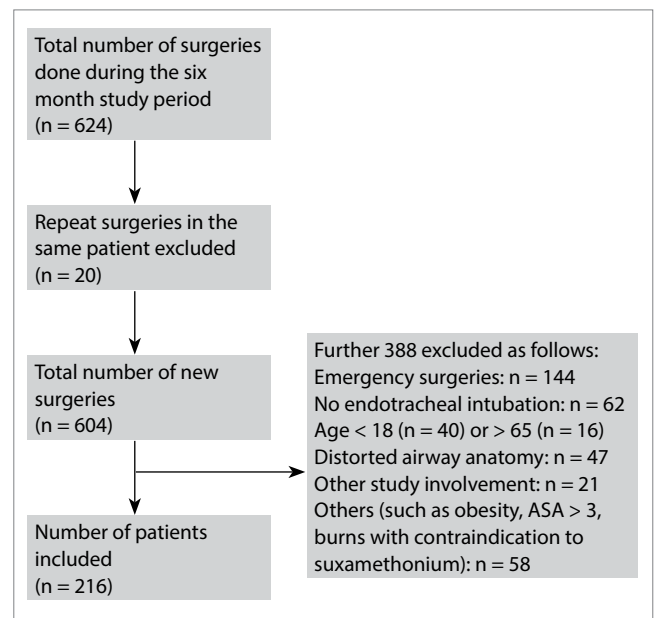 Total number of surgeries
done during the six
month study period
(n = 624)
Repeat surgeries in the
same patient excluded
(n = 20)
Total number of new
surgeries
(n = 604)
Further 388 excluded as follows:
Emergency surgeries: n = 144
No endotracheal intubation: n = 62
Age < 18 (n = 40) or > 65 (n = 16)
Distorted airway anatomy: n = 47
Other study involvement: n = 21
Others (such as obesity, ASA > 3,
burns with contraindication to
suxamethonium): n = 58
Number of patients
included
(n = 216)